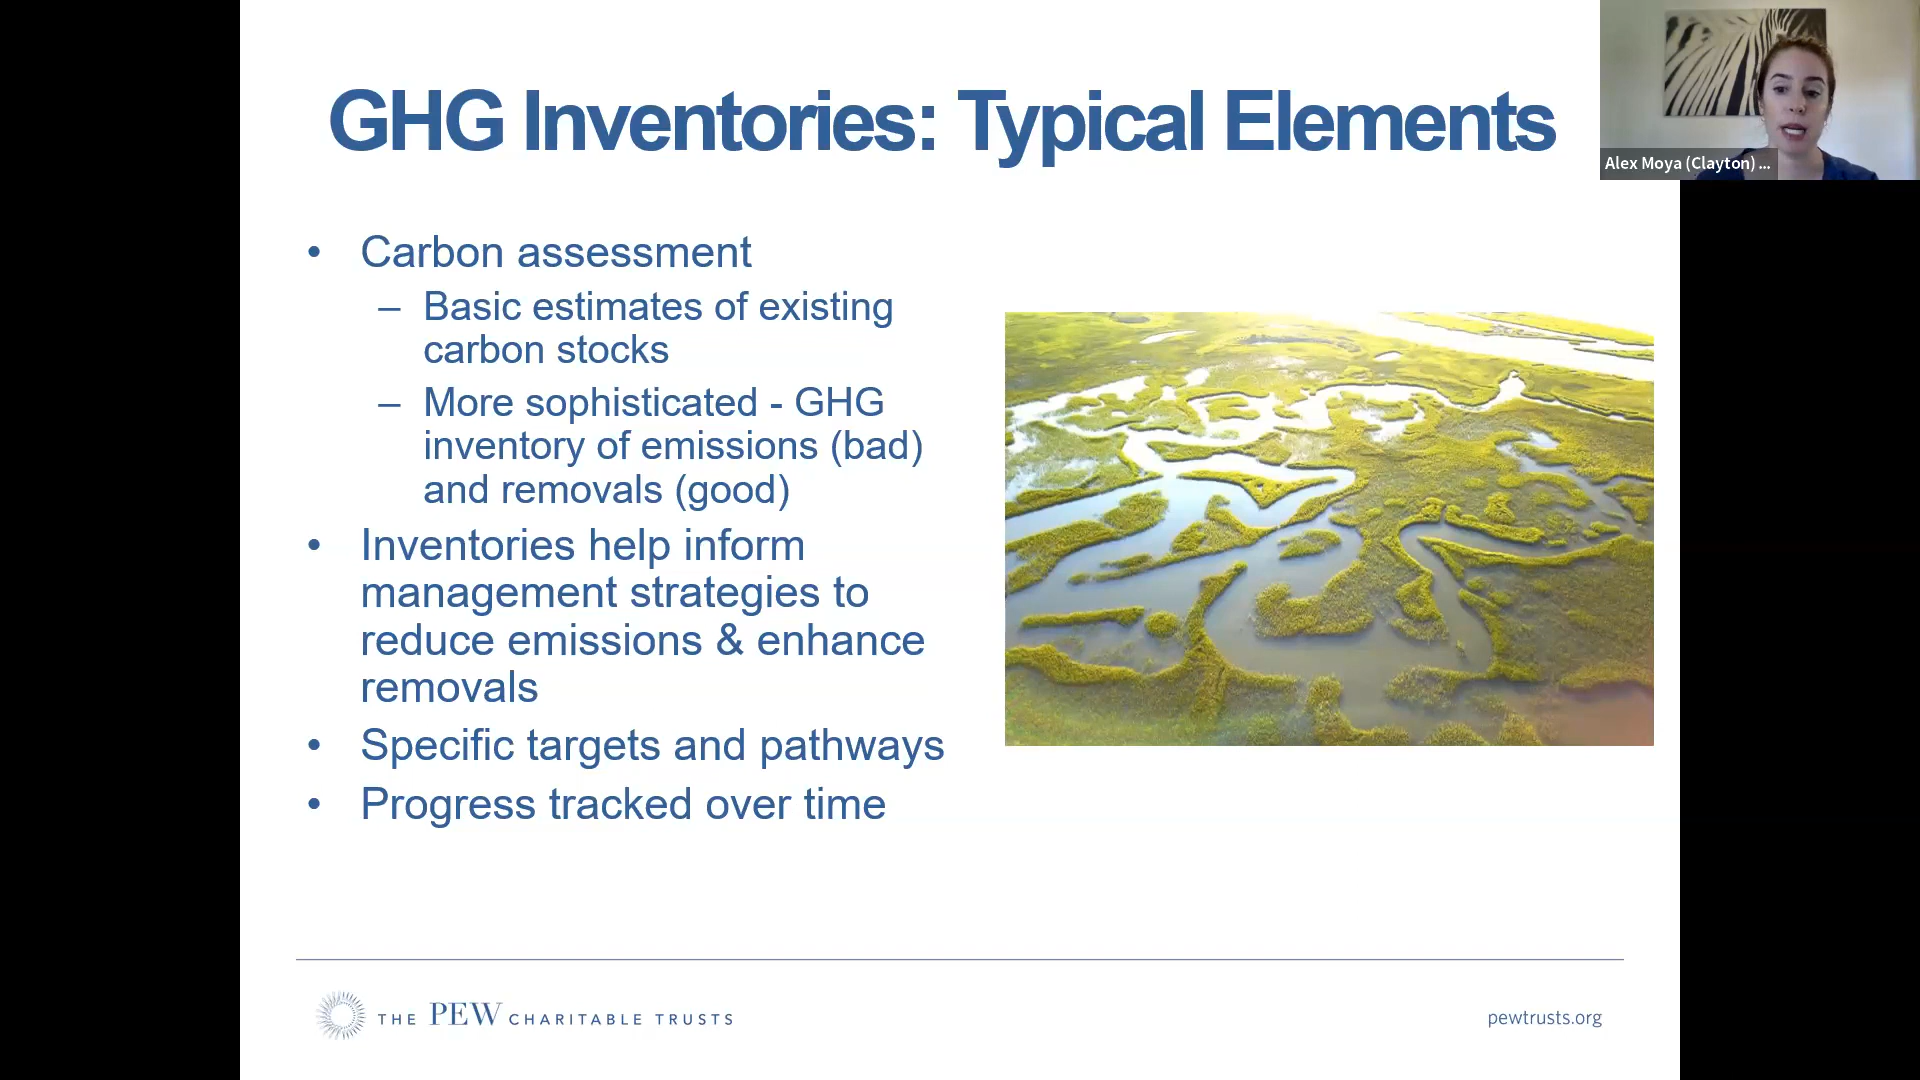 GHG Inventories: Typical Elements
Alex Moya (Clayton) ...
• Carbon assessment
– Basic estimates of existing
carbon stocks
– More sophisticated - GHG
inventory of emissions (bad)
and removals (good)
• Inventories help inform
management strategies to
reduce emissions & enhance
removals
• Specific targets and pathways
• Progress tracked over time
THE PEW CHARITABLE TRUSTS
pewtrusts.org